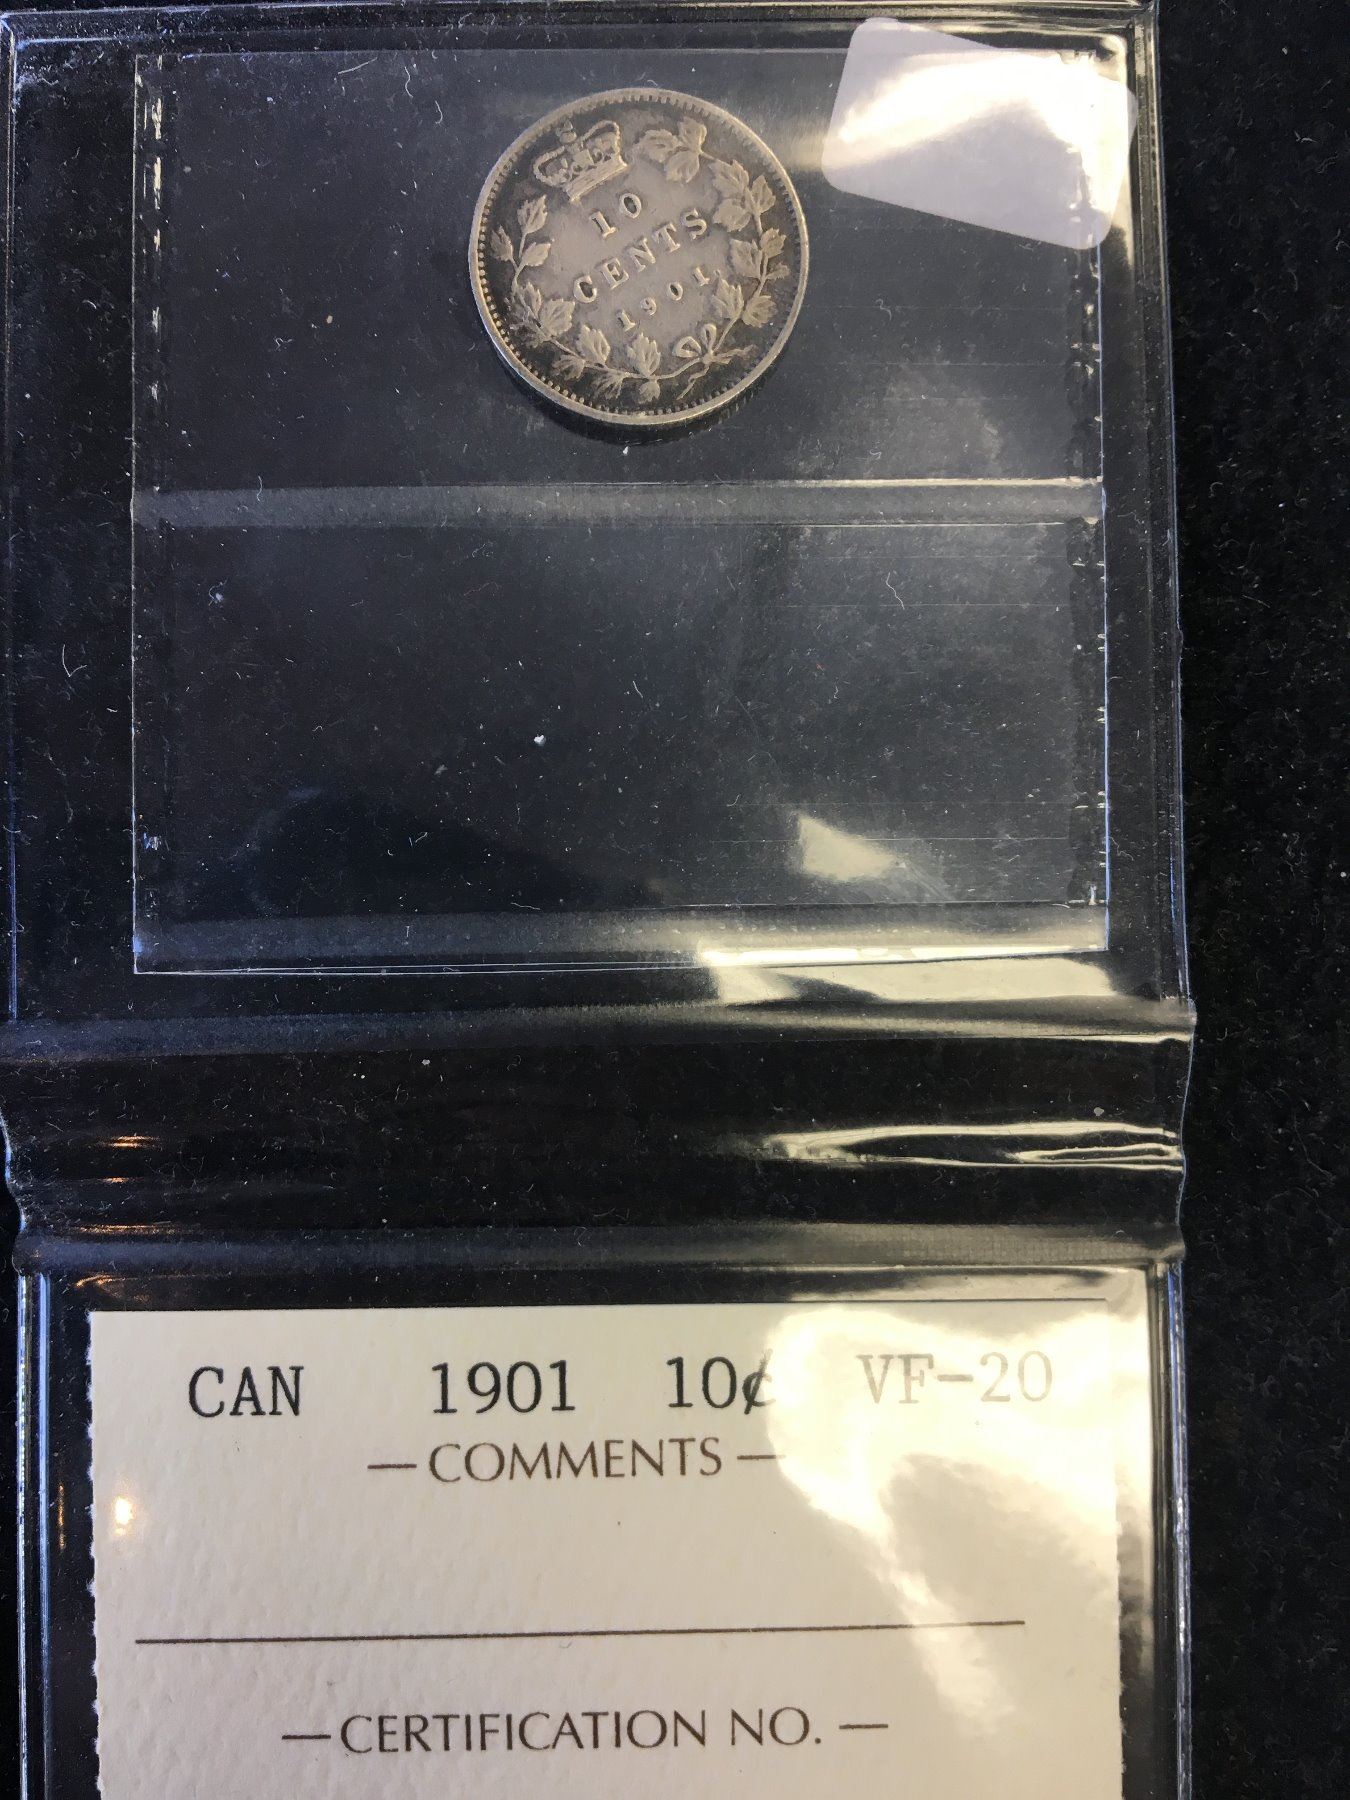 10
CENTS
1901
CAN 1901 10¢ VF-20
— COMMENTS —
— CERTIFICATION NO. —